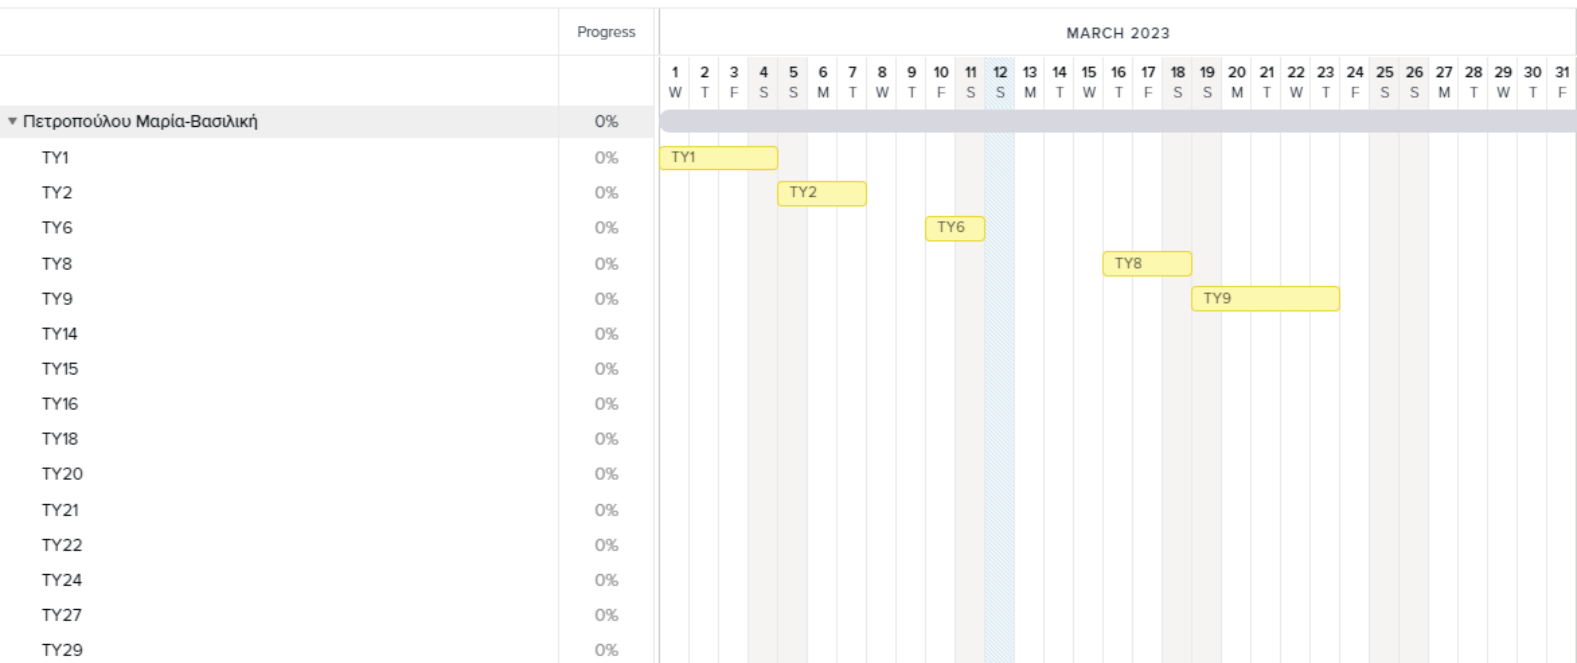 Progress MARCH 2023
1 2 3 4 5 6 7 8 9 10 11 12 13 14 15 16 17 18 19 20 21 22 23 24 25 26 27 28 29 30 31
W T F S S M T W T F S S M T W T F S S M T W T F S S M T W T F
Πετροπούλου Μαρία-Βασιλική 0%
TY1 0% TY1
TY2 0% TY2
TY6 0% TY6
TY8 0% TY8
TY9 0% TY9
TY14 0%
TY15 0%
TY16 0%
TY18 0%
TY20 0%
TY21 0%
TY22 0%
TY24 0%
TY27 0%
TY29 0%